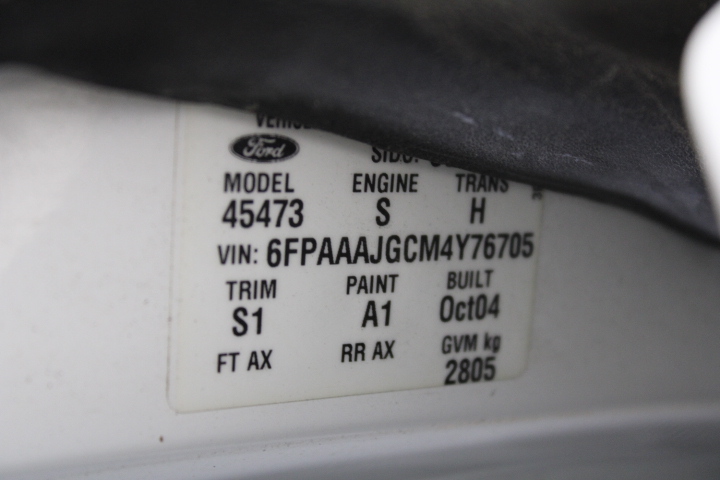 Ford
MODEL ENGINE TRANS
45473 S H
VIN: 6FPAAAJGCM4Y76705
TRIM PAINT BUILT
S1 A1 Oct04
FT AX RR AX GVM kg
2805